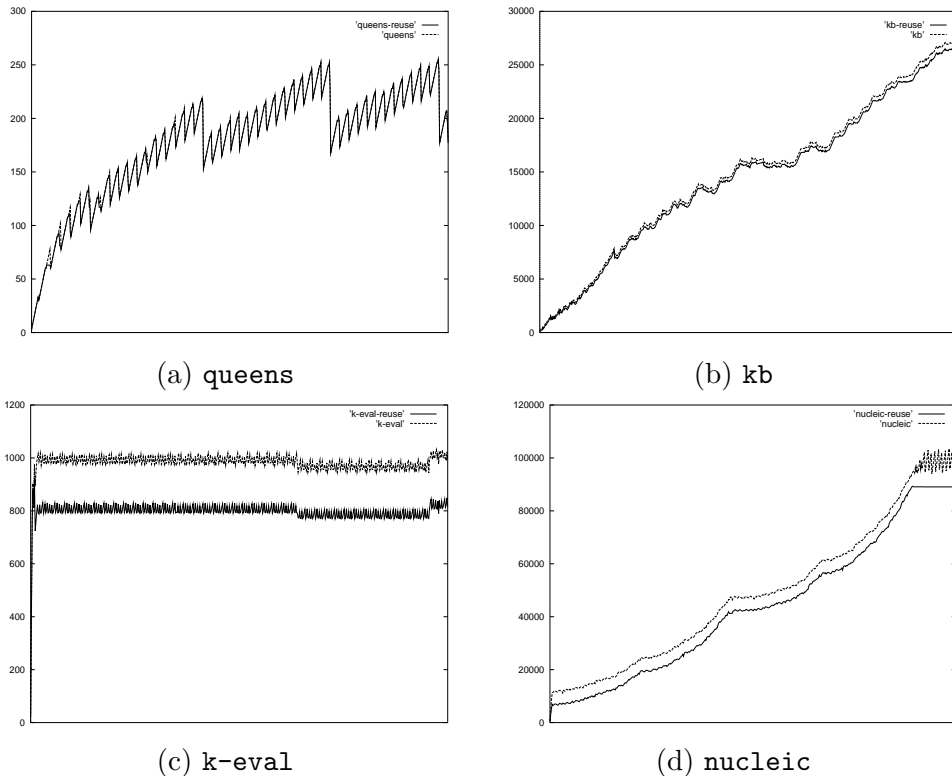 300
250
200
150
100
50
0
'queens-reuse'
'queens'
(a) queens
30000
25000
20000
15000
10000
5000
0
'kb-reuse'
'kb'
(b) kb
1200
1000
800
600
400
200
0
'k-eval-reuse'
'k-eval'
(c) k-eval
120000
100000
80000
60000
40000
20000
0
'nucleic-reuse'
'nucleic'
(d) nucleic